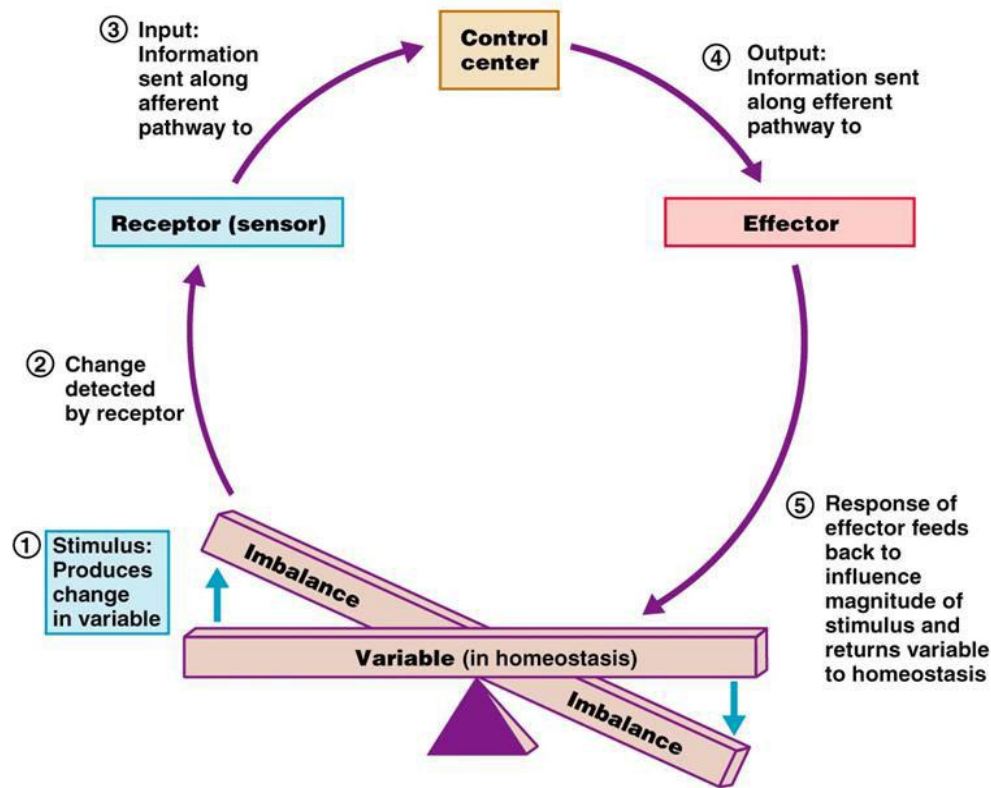 ③ Input:
Information
sent along
afferent
pathway to
Control
center
④ Output:
Information sent
along efferent
pathway to
Receptor (sensor)
Effector
② Change
detected
by receptor
① Stimulus:
Produces
change
in variable
Imbalance
Variable (in homeostasis)
Imbalance
⑤ Response of
effector feeds
back to
influence
magnitude of
stimulus and
returns variable
to homeostasis